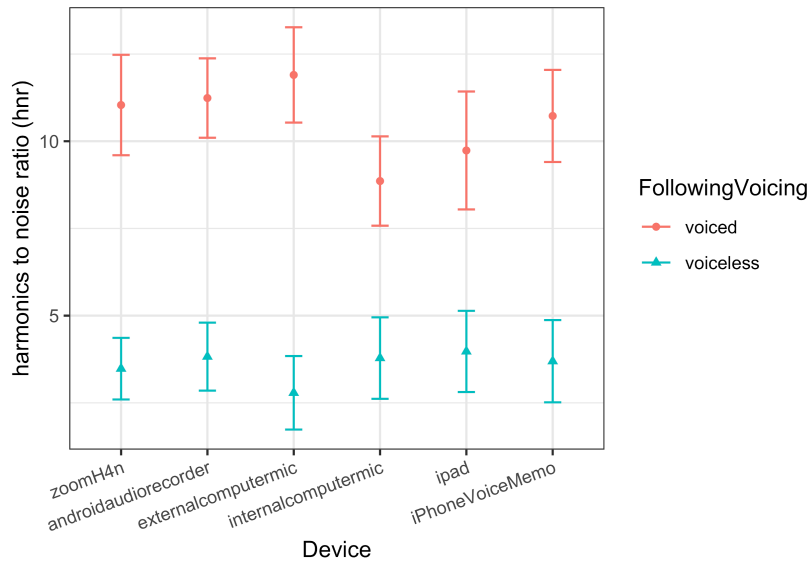 harmonics to noise ratio (hnr)
10
5
zoomH4n
androidaudiorecorder
externalcomputermic
internalcomputermic
ipad
iPhoneVoiceMemo
Device
FollowingVoicing
voiced
voiceless